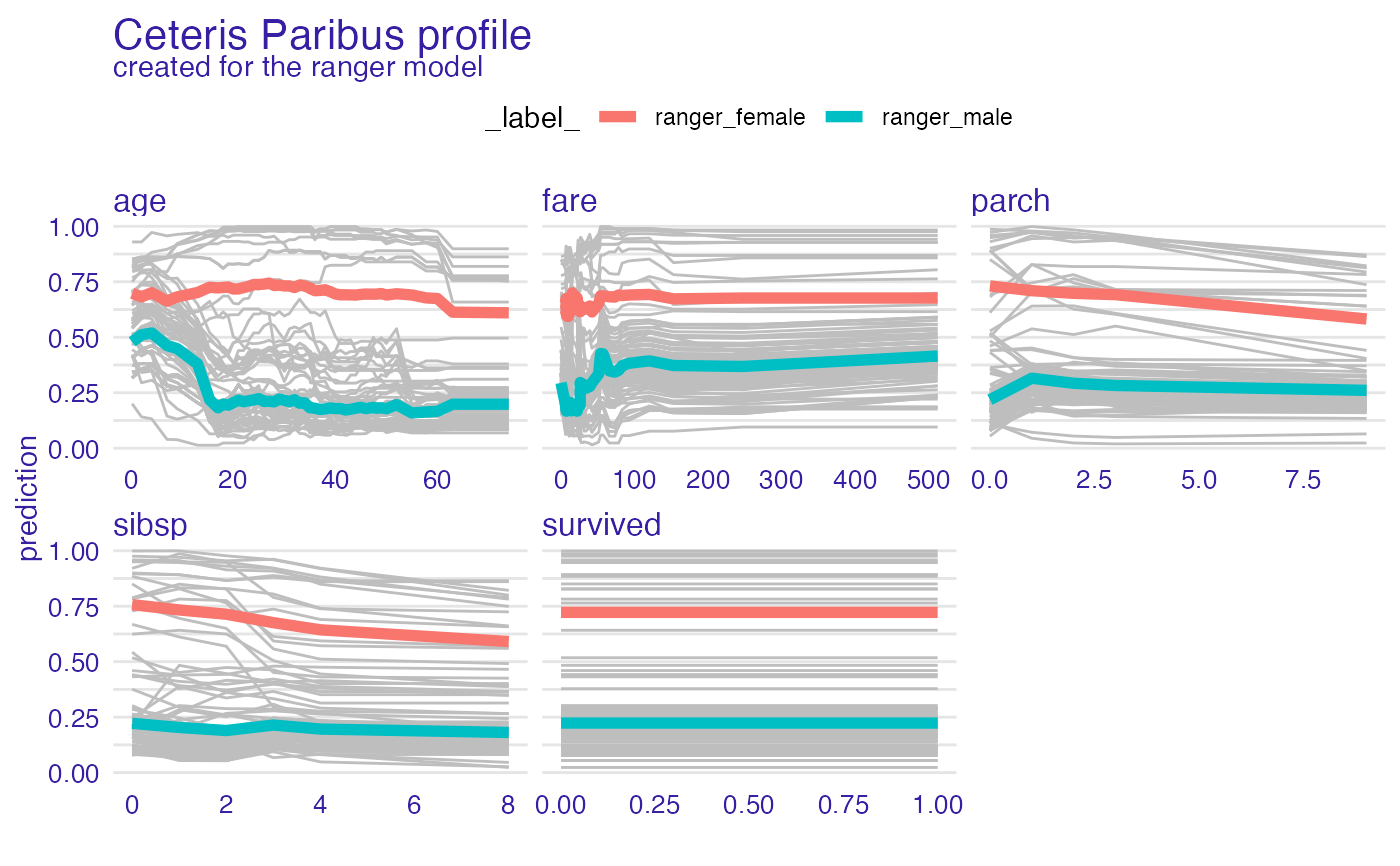 Ceteris Paribus profile
created for the ranger model
_label_ ranger_female ranger_male
age fare parch
1.00
0.75
0.50
0.25
0.00
0 20 40 60 0 100 200 300 400 500 0.0 2.5 5.0 7.5
prediction
sibsp survived
1.00
0.75
0.50
0.25
0.00
0 2 4 6 8 0.00 0.25 0.50 0.75 1.00